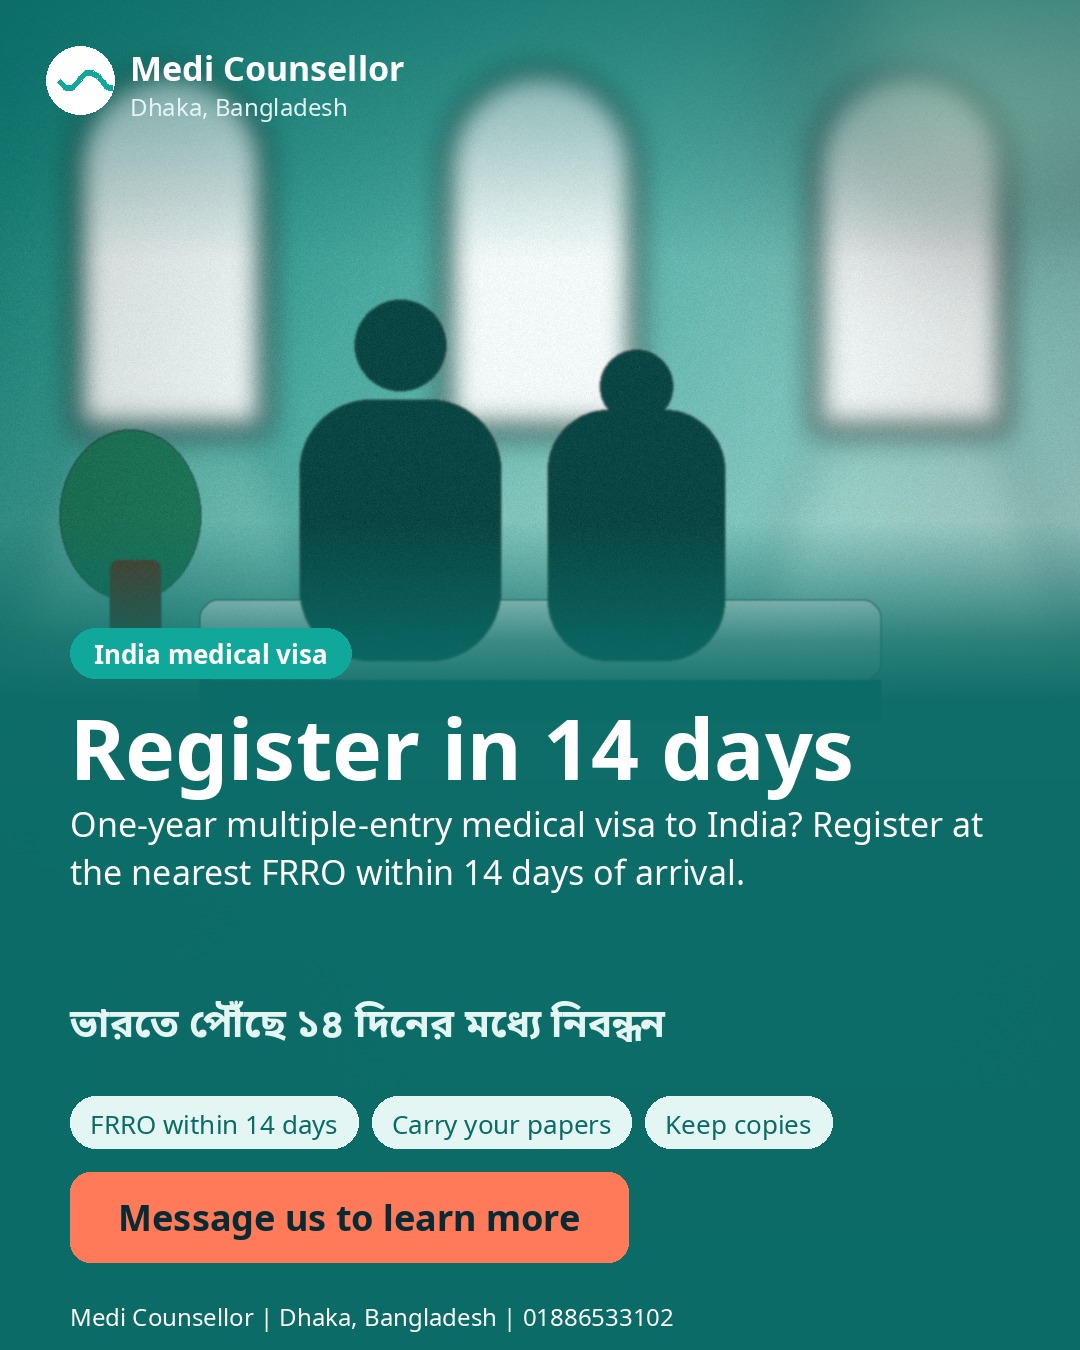 Medi Counsellor
Dhaka, Bangladesh
India medical visa
Register in 14 days
One-year multiple-entry medical visa to India? Register at
the nearest FRRO within 14 days of arrival.
ভারতে পৌঁছে ১৪ দিনের মধ্যে নিবন্ধন
FRRO within 14 days
Carry your papers
Keep copies
Message us to learn more
Medi Counsellor | Dhaka, Bangladesh | 01886533102